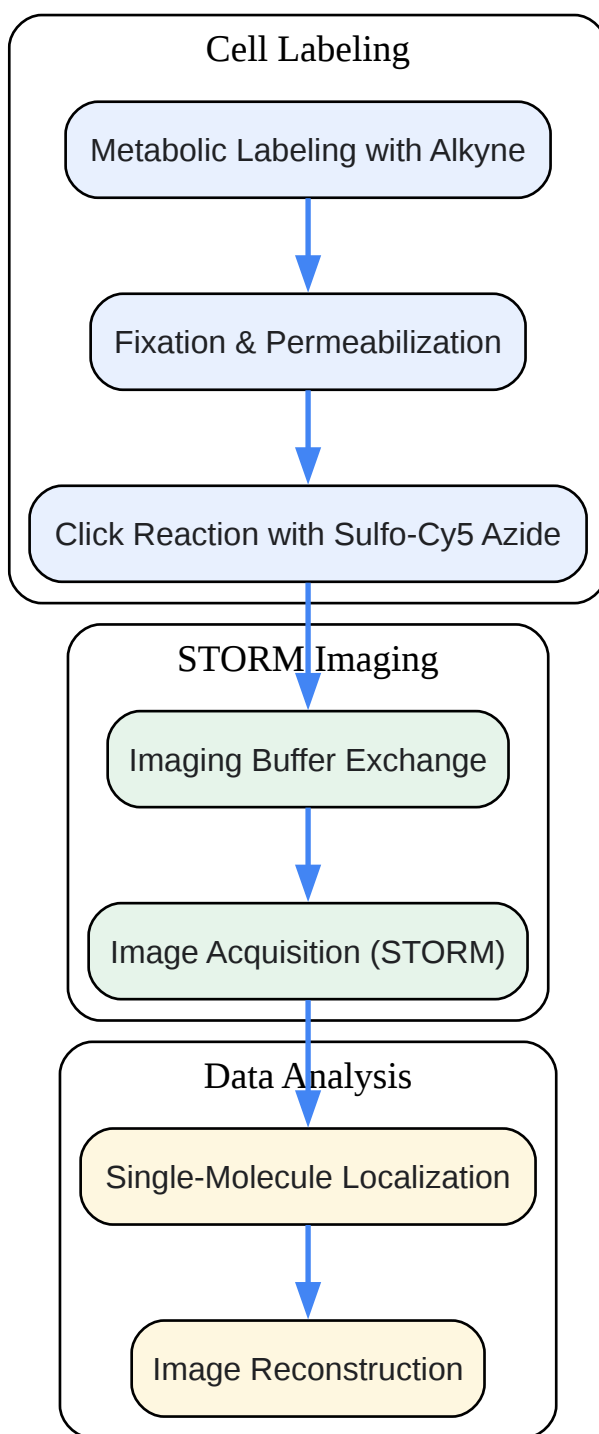 Cell Labeling
Metabolic Labeling with Alkyne
Fixation & Permeabilization
Click Reaction with Sulfo-Cy5 Azide
STORM Imaging
Imaging Buffer Exchange
Image Acquisition (STORM)
Data Analysis
Single-Molecule Localization
Image Reconstruction